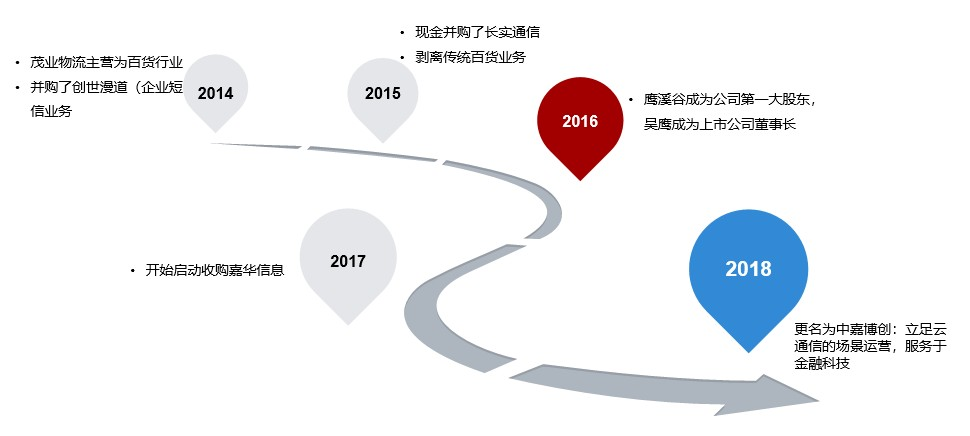 • 茂业物流主营为百货行业
• 并购了创世漫道（企业短
信业务
2014
• 现金并购了长实通信
• 剥离传统百货业务
2015
2016
• 鹰溪谷成为公司第一大股东，
吴鹰成为上市公司董事长
• 开始启动收购嘉华信息
2017
2018
更名为中嘉博创：立足云
通信的场景运营，服务于
金融科技